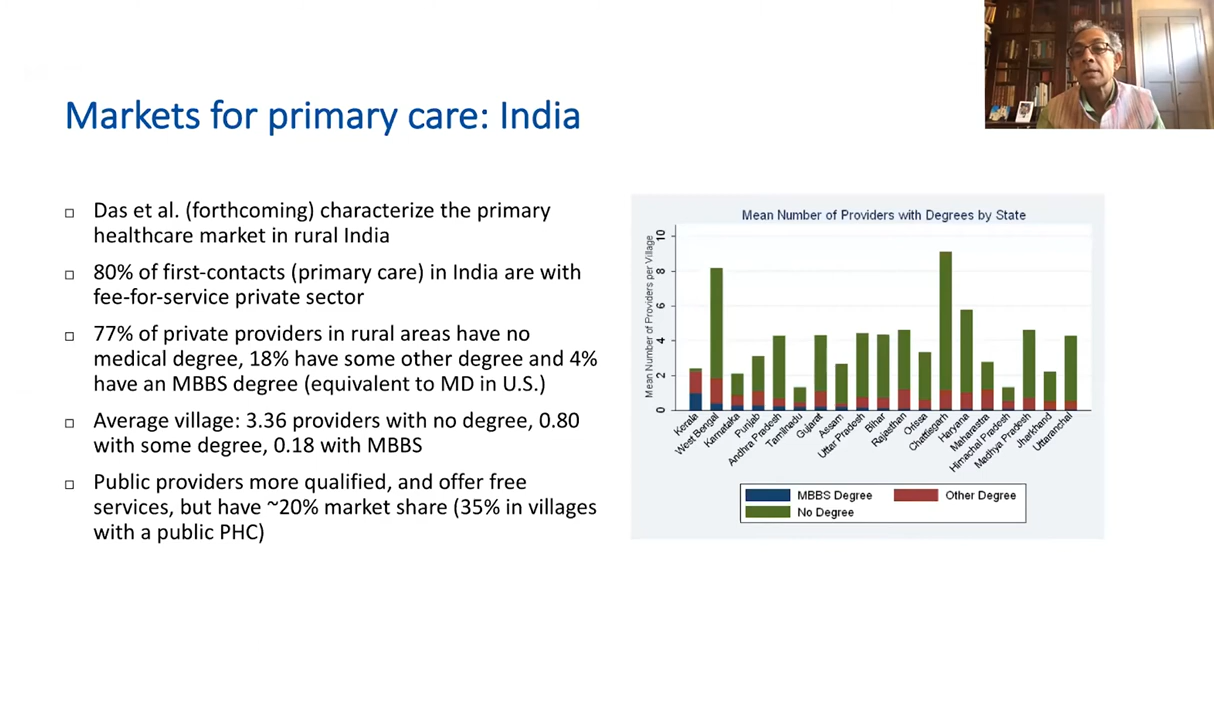 Markets for primary care: India
Das et al. (forthcoming) characterize the primary
healthcare market in rural India
80% of first-contacts (primary care) in India are with
fee-for-service private sector
77% of private providers in rural areas have no
medical degree, 18% have some other degree and 4%
have an MBBS degree (equivalent to MD in U.S.)
Average village: 3.36 providers with no degree, 0.80
with some degree, 0.18 with MBBS
Public providers more qualified, and offer free
services, but have ~20% market share (35% in villages
with a public PHC)
Mean Number of Providers with Degrees by State
Mean Number of Providers per Village
10
8
6
4
2
0
Kerala
West Bengal
Karnataka
Punjab
Andhra Pradesh
Tamilnadu
Gujarat
Assam
Uttar Pradesh
Bihar
Rajasthan
Orissa
Chattisgarh
Haryana
Maharastra
Himachal Pradesh
Madhya Pradesh
Jharkhand
Uttaranchal
MBBS Degree
Other Degree
No Degree